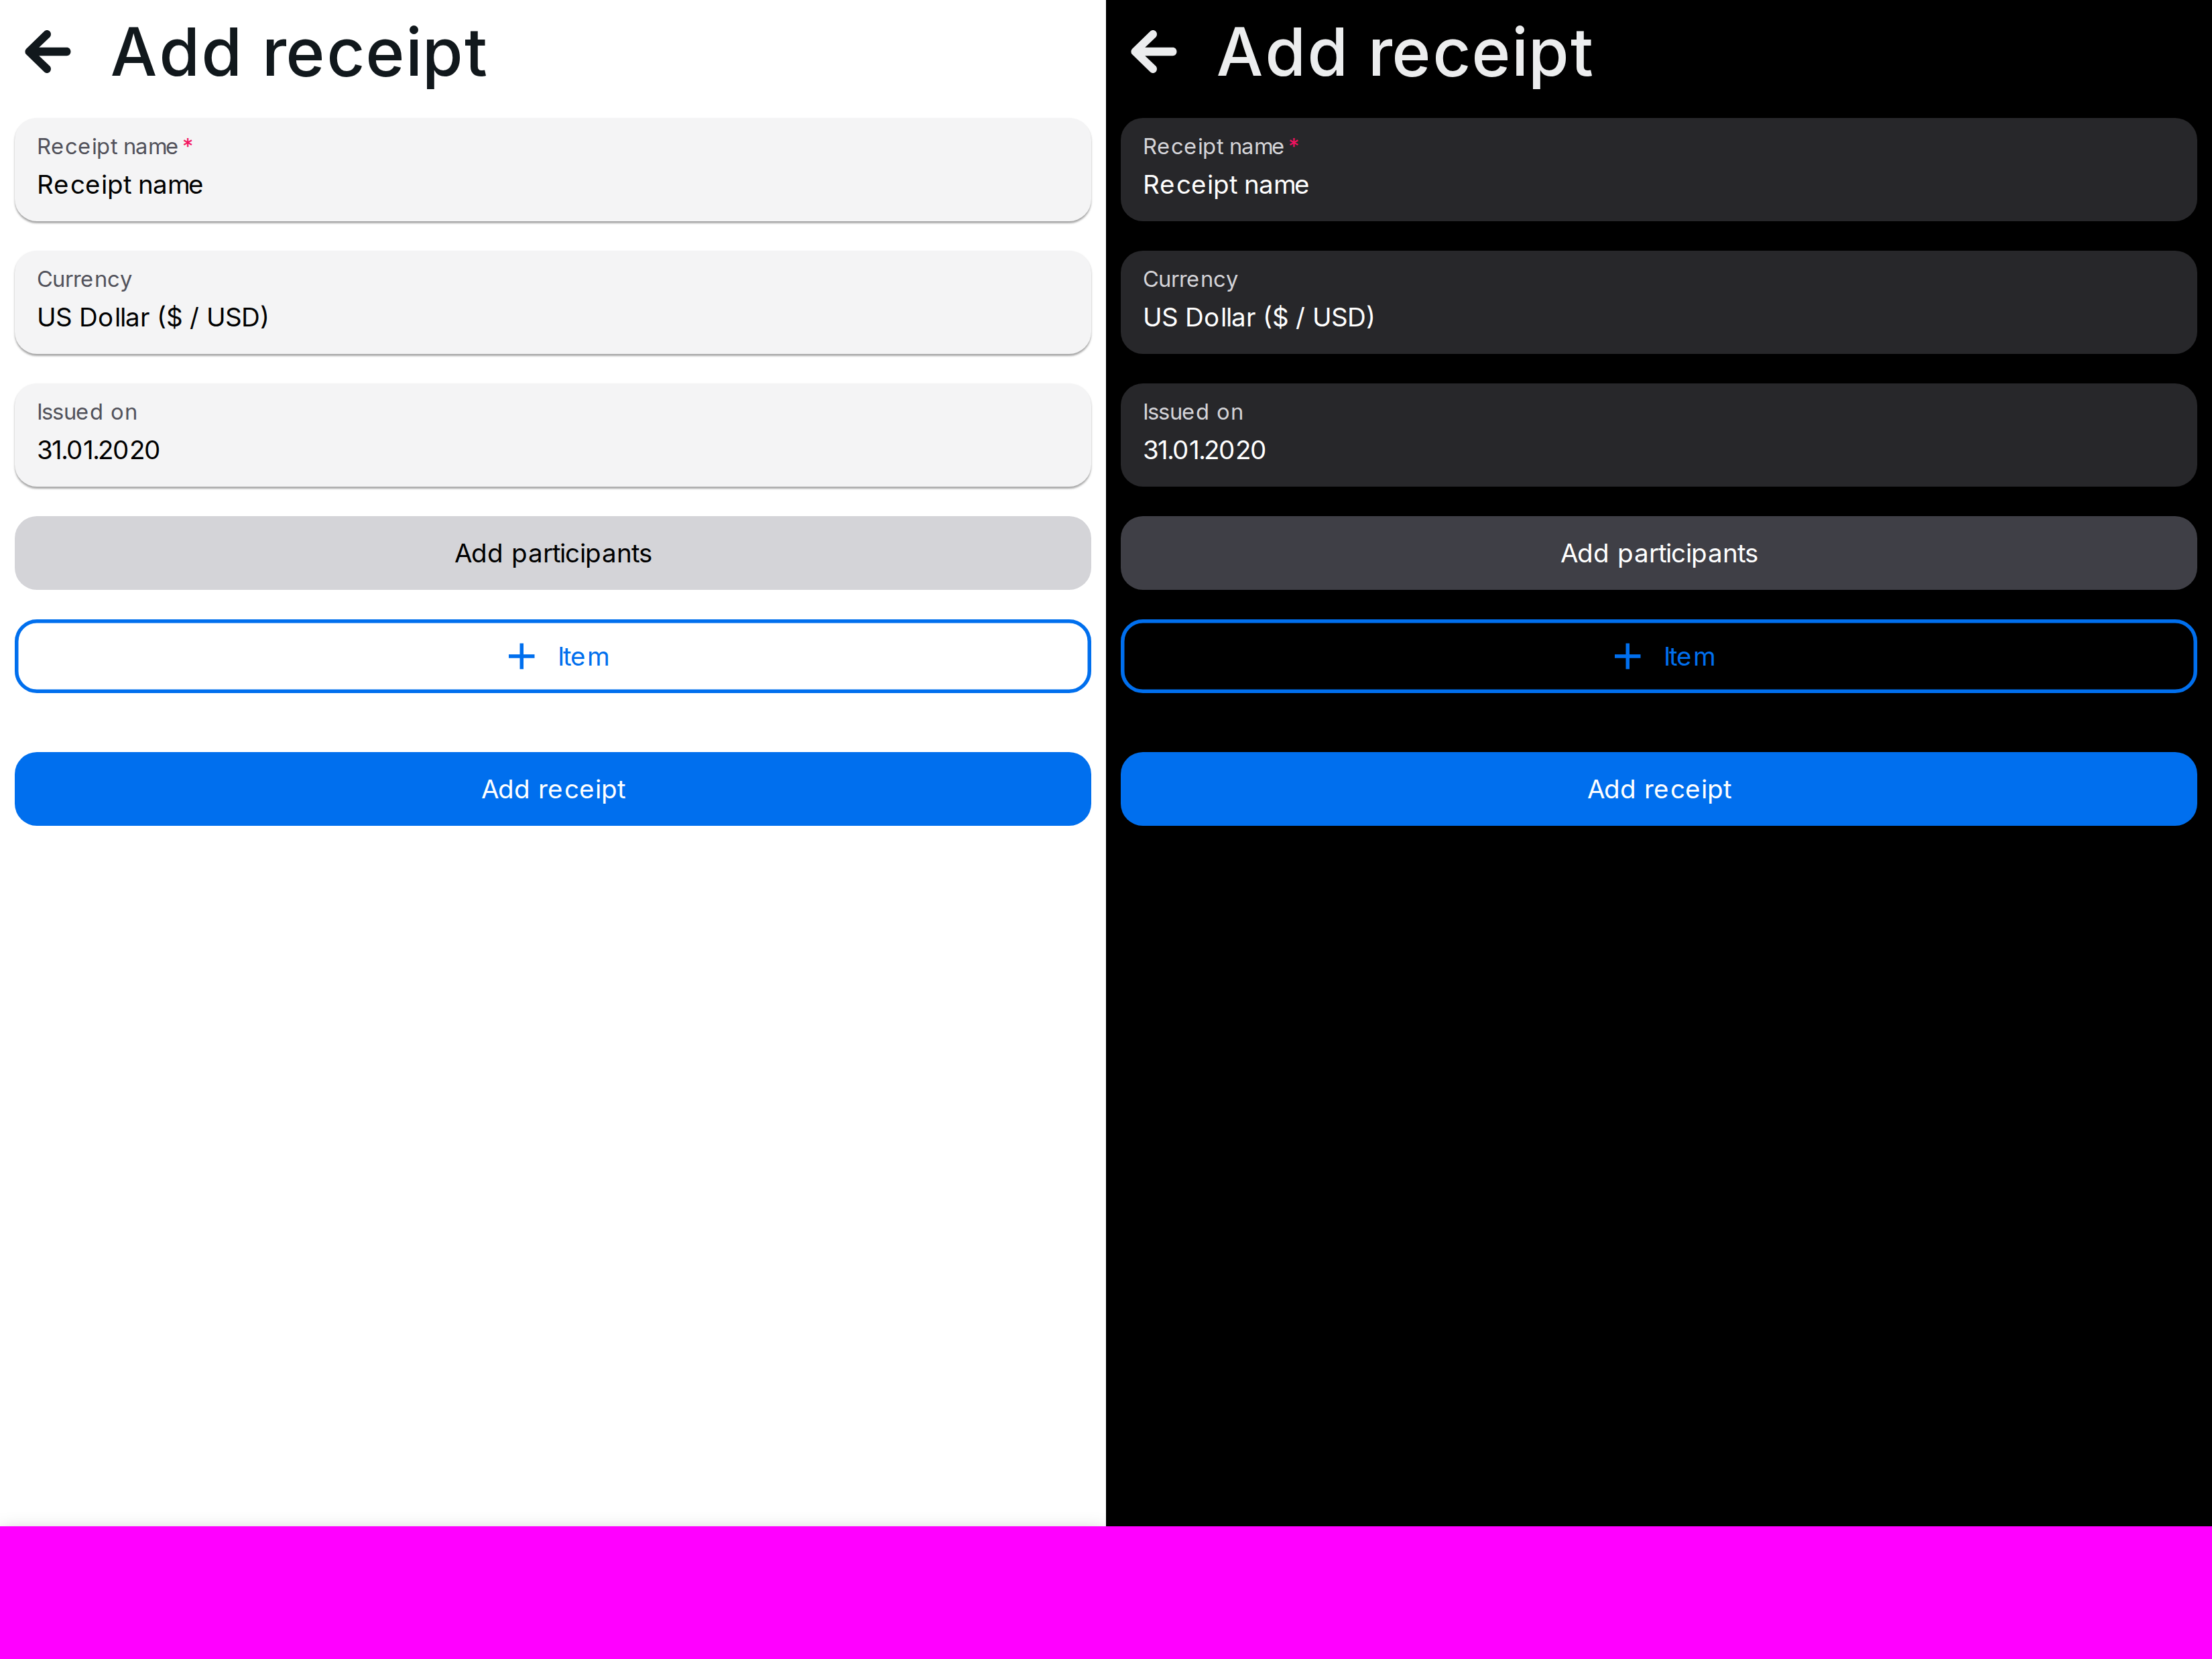 Add receipt
Receipt name*
Receipt name
Currency
US Dollar ($ / USD)
Issued on
31.01.2020
Add participants
Item
Add receipt
Add receipt
Receipt name*
Receipt name
Currency
US Dollar ($ / USD)
Issued on
31.01.2020
Add participants
Item
Add receipt